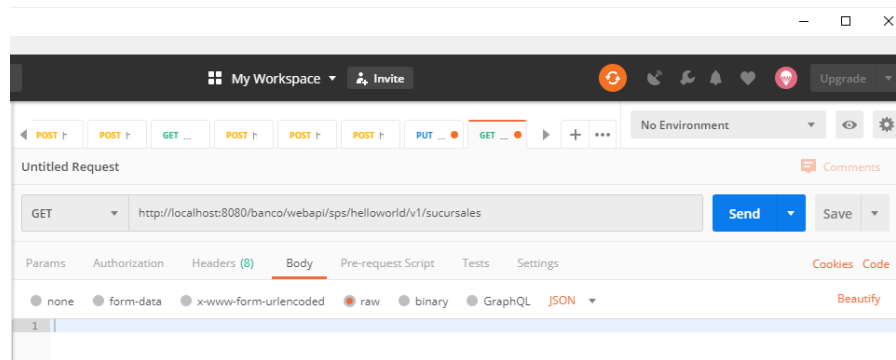 My Workspace Invite Upgrade
POST POST GET ... POST POST POST PUT ... GET ... + ••• No Environment
Untitled Request Comments
GET http://localhost:8080/banco/webapi/sps/helloworld/v1/sucursales Send Save
Params Authorization Headers (8) Body Pre-request Script Tests Settings Cookies Code
none form-data x-www-form-urlencoded raw binary GraphQL JSON Beautify
1